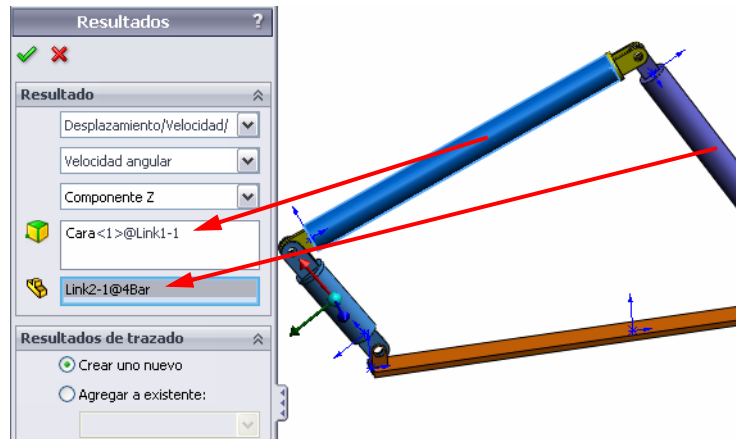 Resultados ?
Resultado
Desplazamiento/Velocidad/
Velocidad angular
Componente Z
Cara<1>@Link1-1
Link2-1@4Bar
Resultados de trazado
Crear uno nuevo
Agregar a existente: